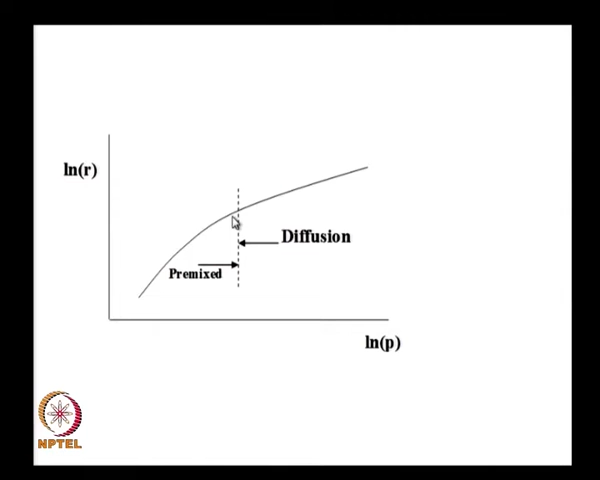 ln(r)
Diffusion
Premixed
ln(p)
NPTEL